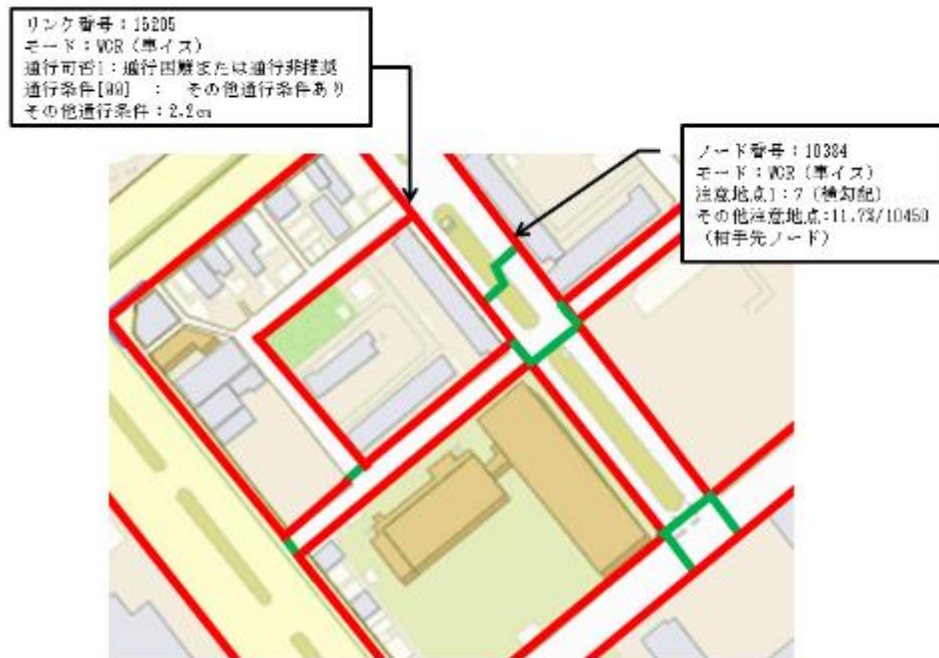 リンク番号：15205
モード：WCR（車イス）
通行可否1：通行困難または通行非推奨
通行条件[99]　：　その他通行条件あり
その他通行条件：2.2cm
ノード番号：10384
モード：WCR（車イス）
注意地点1：7（横勾配）
その他注意地点:11.7%/10450
（相手先ノード）